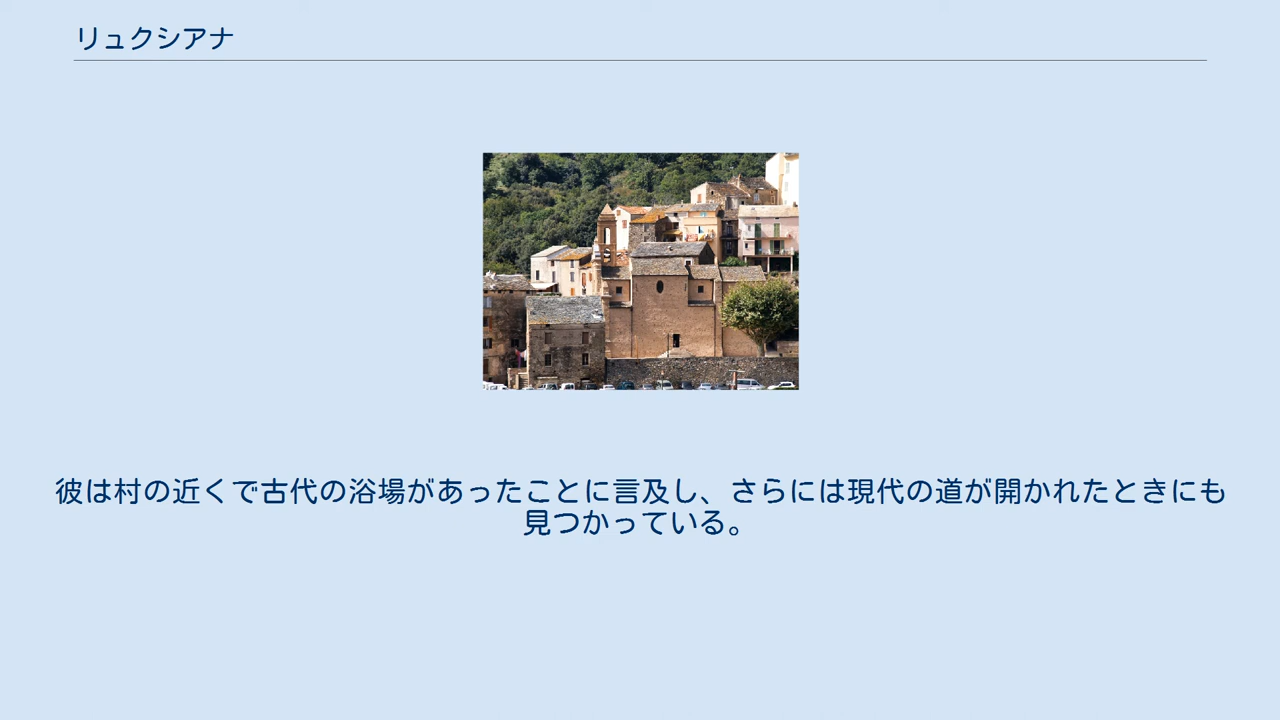 リュクシアナ
彼は村の近くで古代の浴場があったことに言及し、さらには現代の道が開かれたときにも
見つかっている。